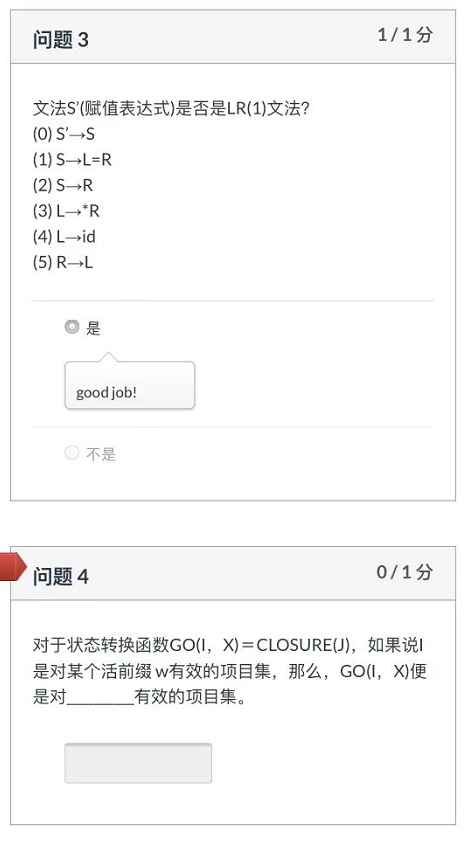 问题 3
1 / 1 分
文法S’(赋值表达式)是否是LR(1)文法?
(0) S’→S
(1) S→L=R
(2) S→R
(3) L→*R
(4) L→id
(5) R→L
是
good job!
不是
问题 4
0 / 1 分
对于状态转换函数GO(I，X)＝CLOSURE(J)，如果说I
是对某个活前缀 w有效的项目集，那么，GO(I，X)便
是对________有效的项目集。